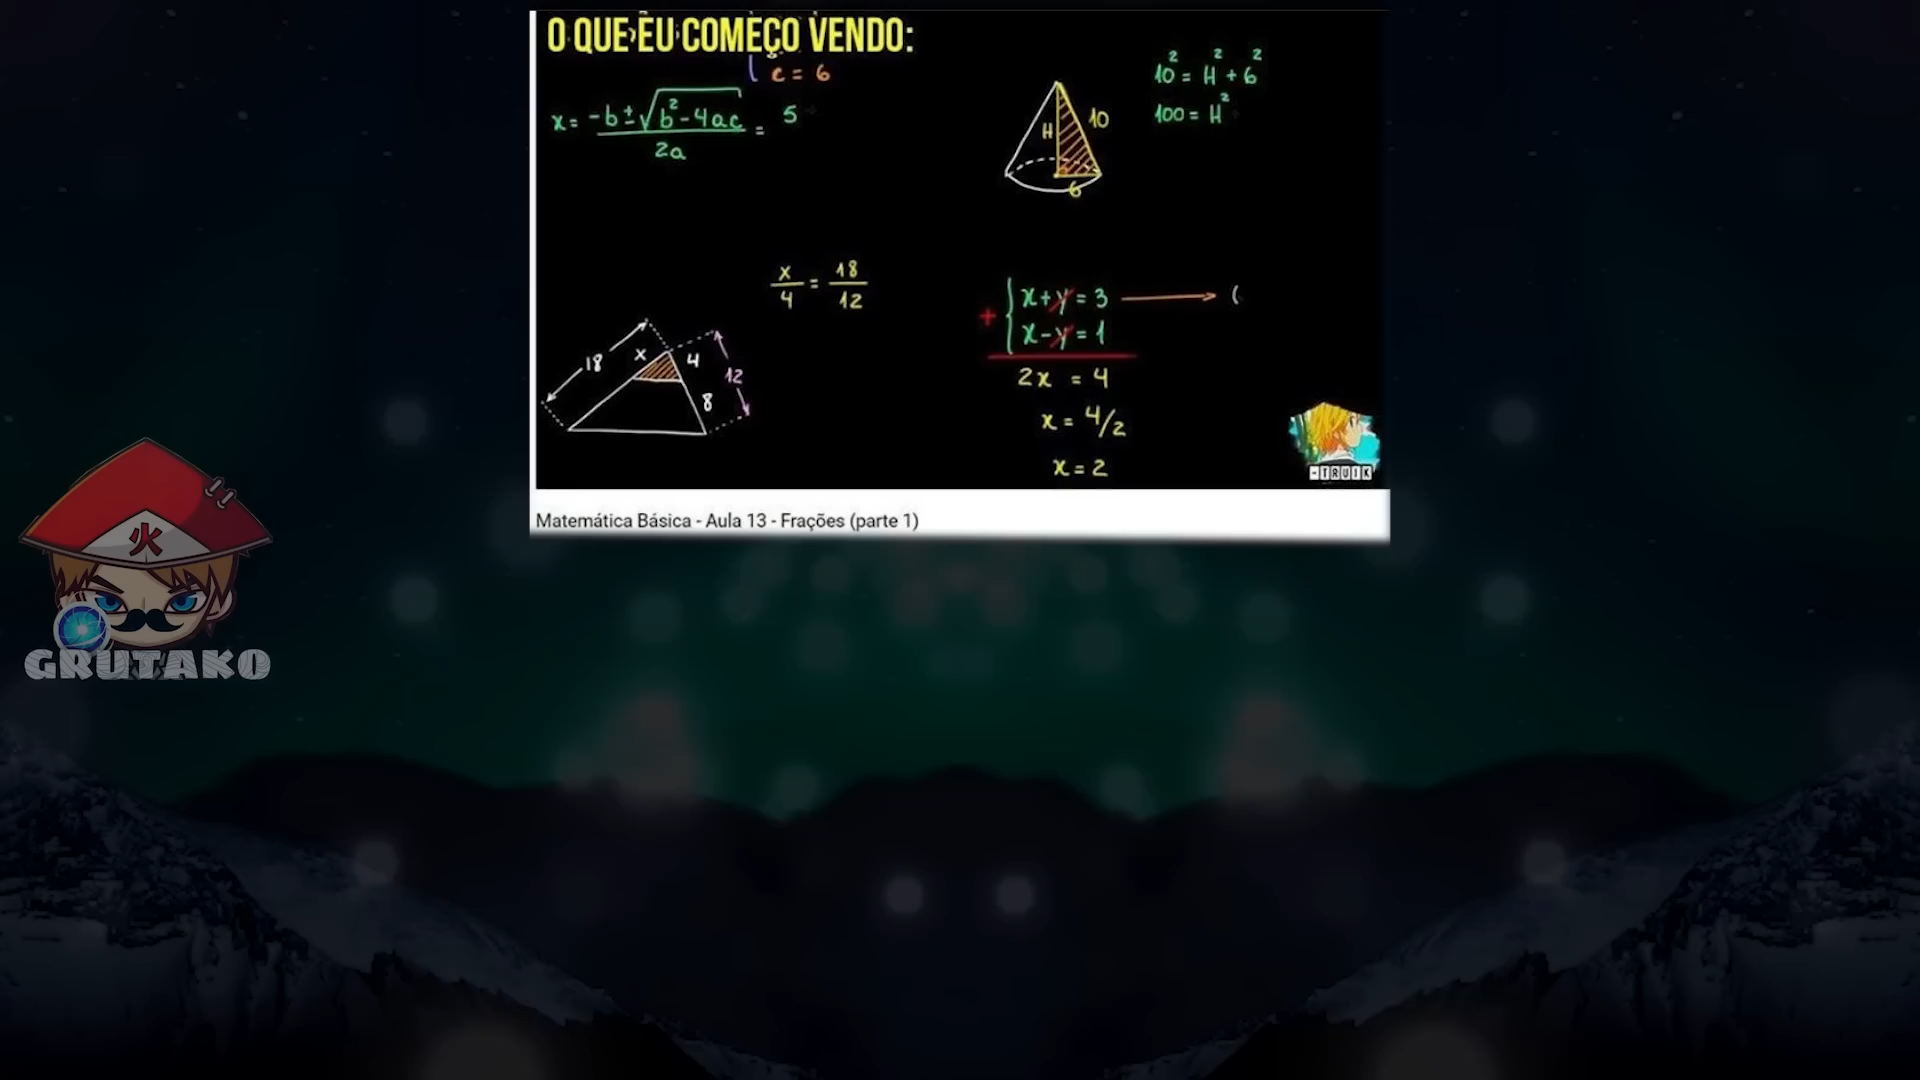 O QUE EU COMEÇO VENDO:
c = 6
x = -b ± √b² - 4ac / 2a = 5
10² = H² + 6²
100 = H²
H
10
6
x/4 = 18/12
18
x
4
12
8
+
x + y = 3
x - y = 1
2x = 4
x = 4/2
x = 2
-TRUIK
Matemática Básica - Aula 13 - Frações (parte 1)
火
GRUTAKO